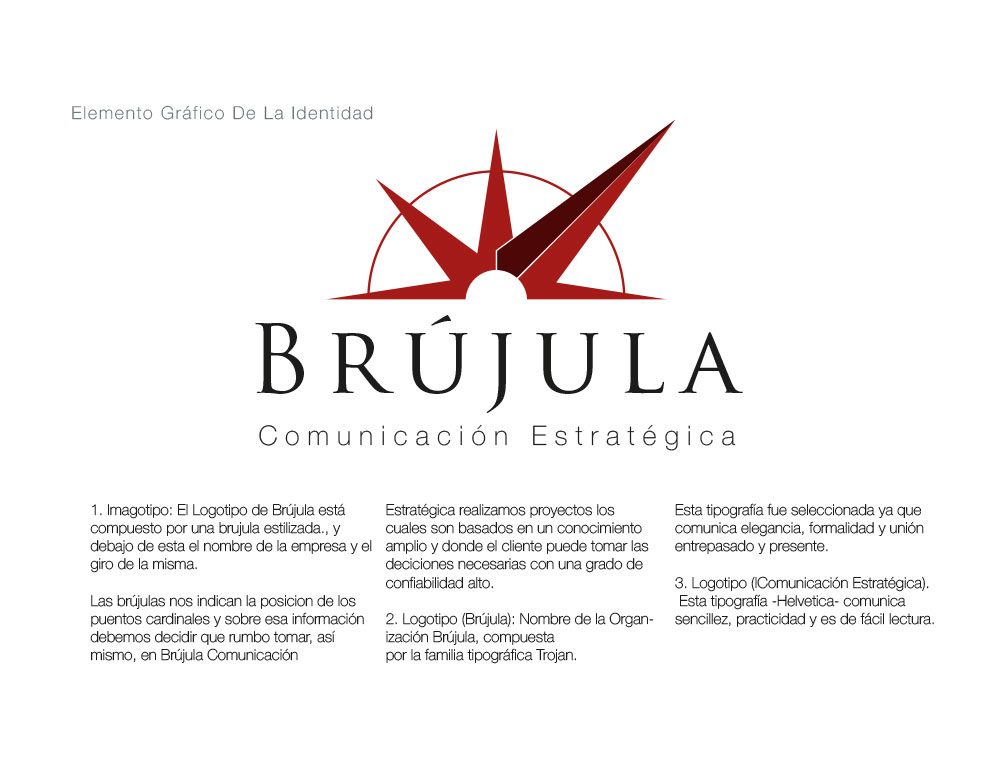 Elemento Gráfico De La Identidad
BRÚJULA
Comunicación Estratégica
1. Imagotipo: El Logotipo de Brújula está
compuesto por una brujula estilizada., y
debajo de esta el nombre de la empresa y el
giro de la misma.
Las brújulas nos indican la posicion de los
puentos cardinales y sobre esa información
debemos decidir que rumbo tomar, así
mismo, en Brújula Comunicación
Estratégica realizamos proyectos los
cuales son basados en un conocimiento
amplio y donde el cliente puede tomar las
deciciones necesarias con una grado de
confiabilidad alto.
2. Logotipo (Brújula): Nombre de la Organ-
ización Brújula, compuesta
por la familia tipográfica Trojan.
Esta tipografía fue seleccionada ya que
comunica elegancia, formalidad y unión
entrepasado y presente.
3. Logotipo (lComunicación Estratégica).
Esta tipografía -Helvetica- comunica
sencillez, practicidad y es de fácil lectura.